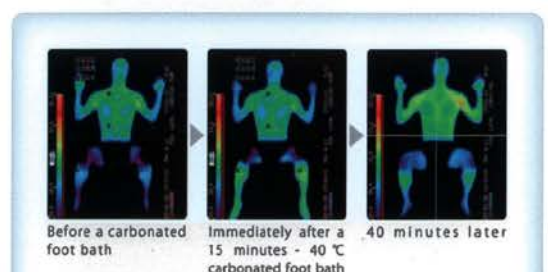 Before a carbonated
foot bath
Immediately after a
15 minutes - 40 ℃
carbonated foot bath
40 minutes later